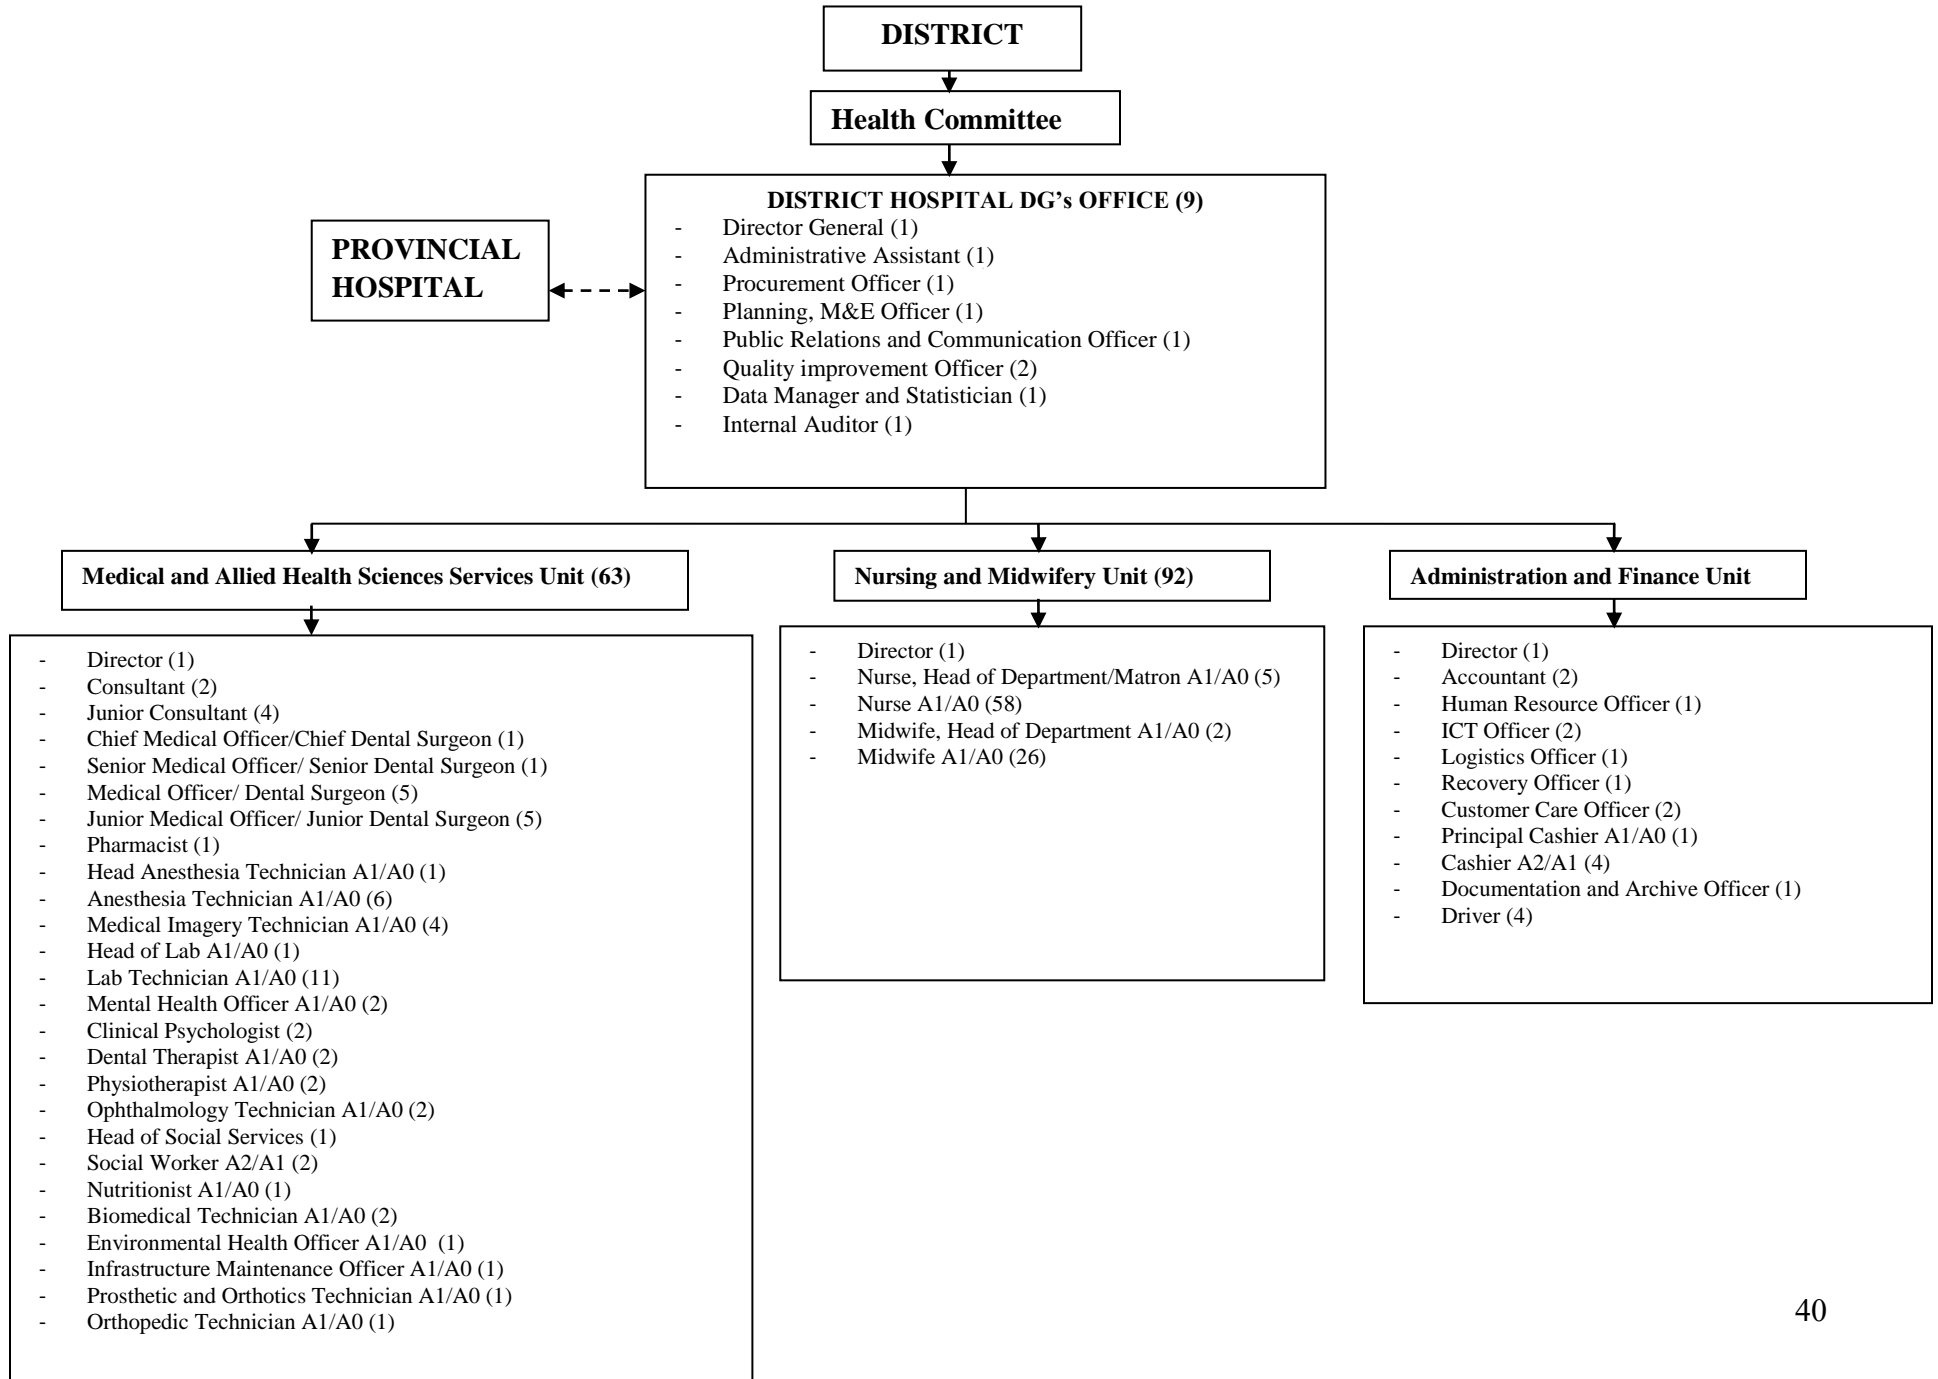 DISTRICT
Health Committee
DISTRICT HOSPITAL DG's OFFICE (9)
- Director General (1)
- Administrative Assistant (1)
- Procurement Officer (1)
- Planning, M&E Officer (1)
- Public Relations and Communication Officer (1)
- Quality improvement Officer (2)
- Data Manager and Statistician (1)
- Internal Auditor (1)
PROVINCIAL
HOSPITAL
Medical and Allied Health Sciences Services Unit (63)
- Director (1)
- Consultant (2)
- Junior Consultant (4)
- Chief Medical Officer/Chief Dental Surgeon (1)
- Senior Medical Officer/ Senior Dental Surgeon (1)
- Medical Officer/ Dental Surgeon (5)
- Junior Medical Officer/ Junior Dental Surgeon (5)
- Pharmacist (1)
- Head Anesthesia Technician A1/A0 (1)
- Anesthesia Technician A1/A0 (6)
- Medical Imagery Technician A1/A0 (4)
- Head of Lab A1/A0 (1)
- Lab Technician A1/A0 (11)
- Mental Health Officer A1/A0 (2)
- Clinical Psychologist (2)
- Dental Therapist A1/A0 (2)
- Physiotherapist A1/A0 (2)
- Ophthalmology Technician A1/A0 (2)
- Head of Social Services (1)
- Social Worker A2/A1 (2)
- Nutritionist A1/A0 (1)
- Biomedical Technician A1/A0 (2)
- Environmental Health Officer A1/A0 (1)
- Infrastructure Maintenance Officer A1/A0 (1)
- Prosthetic and Orthotics Technician A1/A0 (1)
- Orthopedic Technician A1/A0 (1)
Nursing and Midwifery Unit (92)
- Director (1)
- Nurse, Head of Department/Matron A1/A0 (5)
- Nurse A1/A0 (58)
- Midwife, Head of Department A1/A0 (2)
- Midwife A1/A0 (26)
Administration and Finance Unit
- Director (1)
- Accountant (2)
- Human Resource Officer (1)
- ICT Officer (2)
- Logistics Officer (1)
- Recovery Officer (1)
- Customer Care Officer (2)
- Principal Cashier A1/A0 (1)
- Cashier A2/A1 (4)
- Documentation and Archive Officer (1)
- Driver (4)
40